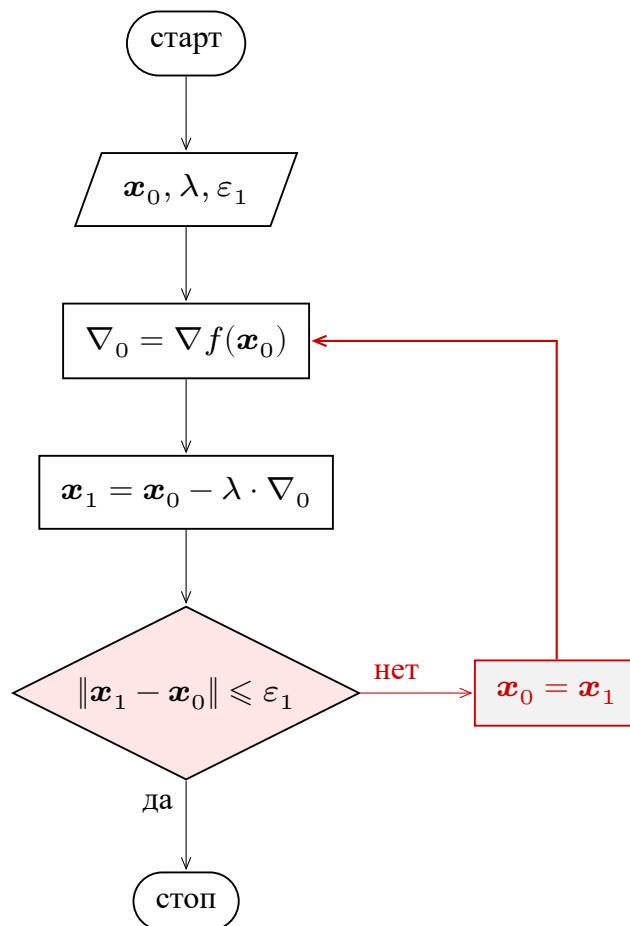 старт
𝒙₀, λ, ε₁
∇₀ = ∇f(𝒙₀)
𝒙₁ = 𝒙₀ − λ · ∇₀
‖𝒙₁ − 𝒙₀‖ ⩽ ε₁
нет
𝒙₀ = 𝒙₁
да
стоп